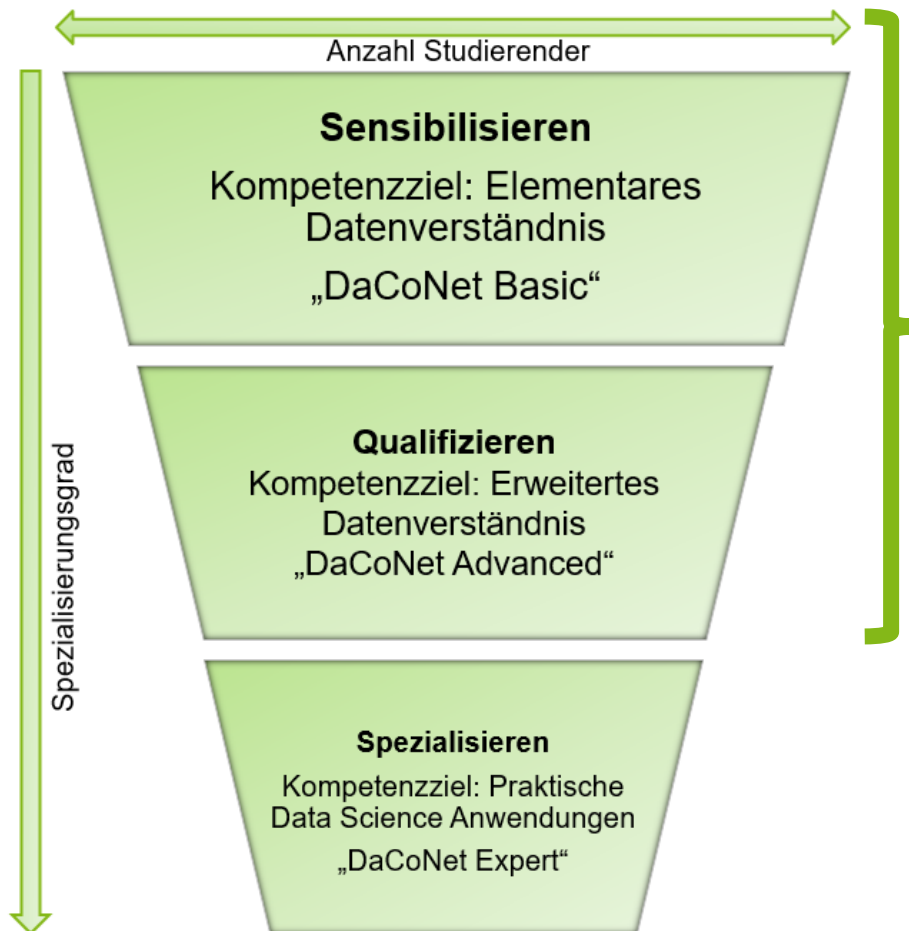 Anzahl Studierender
Sensibilisieren
Kompetenzziel: Elementares
Datenverständnis
„DaCoNet Basic“
Qualifizieren
Kompetenzziel: Erweitertes
Datenverständnis
„DaCoNet Advanced“
Spezialisierungsgrad
Spezialisieren
Kompetenzziel: Praktische
Data Science Anwendungen
„DaCoNet Expert“